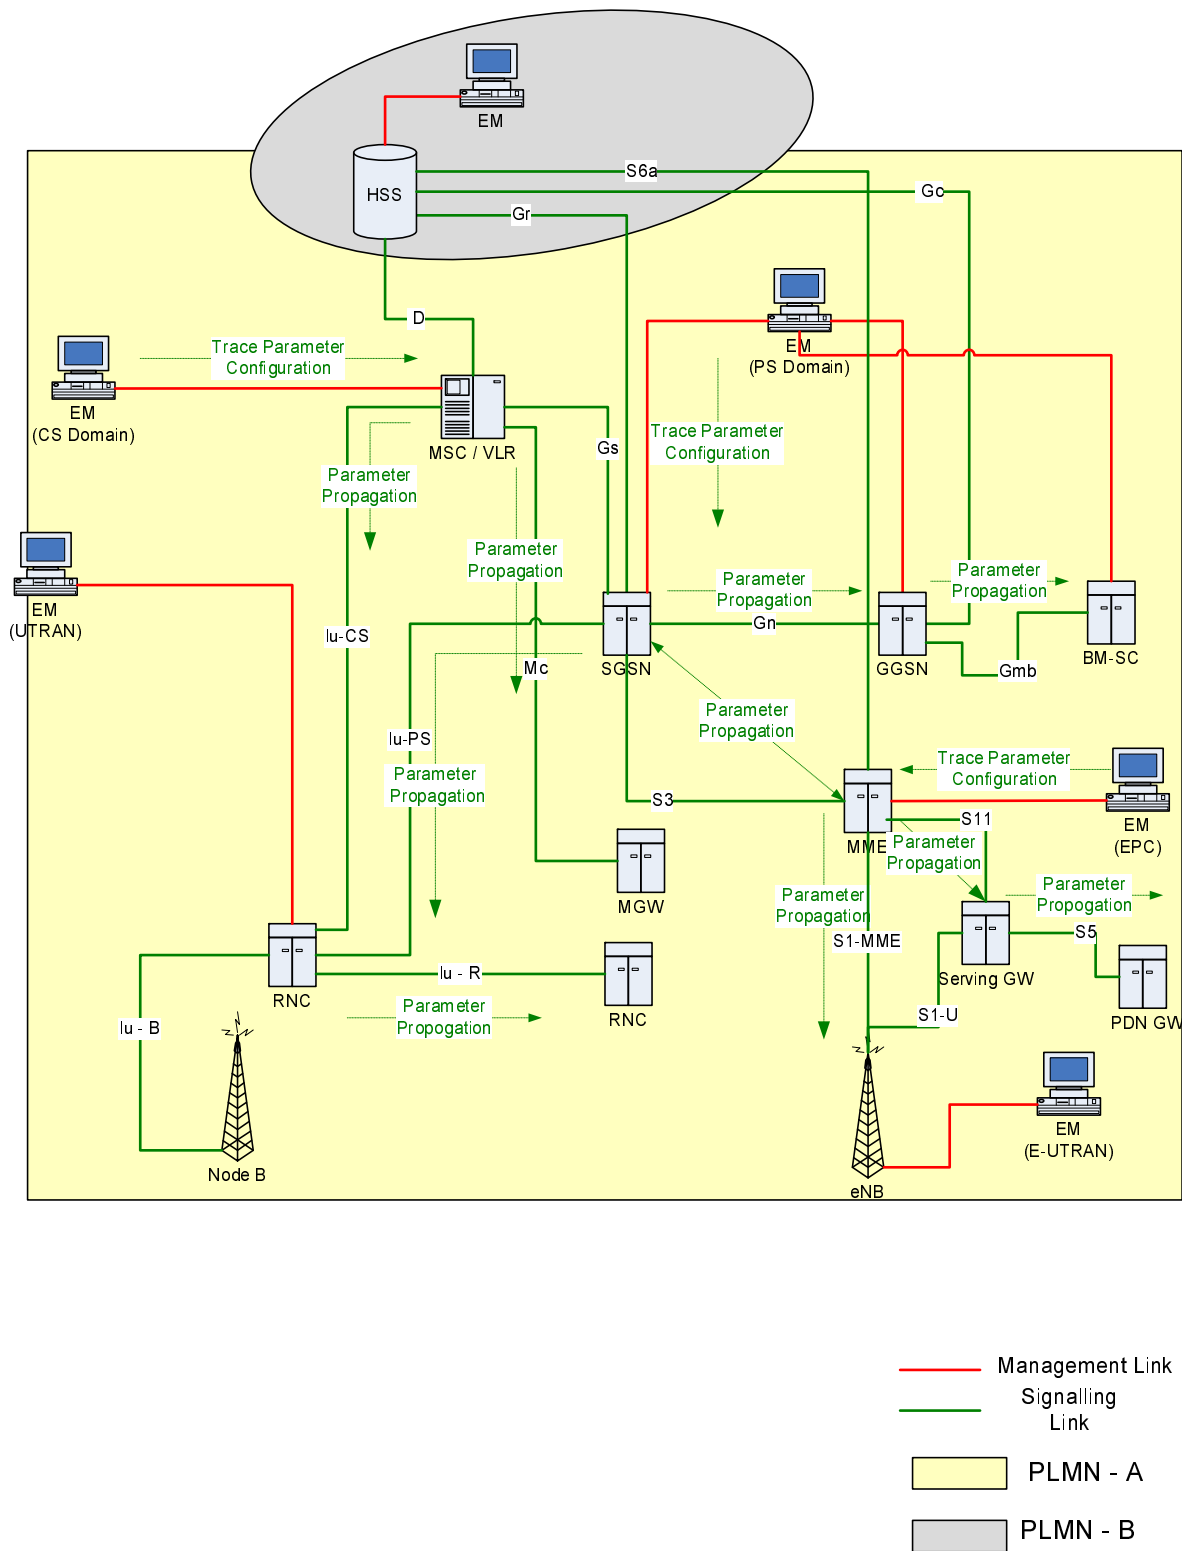 EM
S6a
HSS
Gc
Gr
D
EM
(PS Domain)
Trace Parameter
Configuration
EM
(CS Domain)
MSC / VLR
Gs
Trace Parameter
Configuration
Parameter
Propagation
Parameter
Propagation
Parameter
Propagation
Parameter
Propagation
EM
(UTRAN)
Iu-CS
Gn
SGSN
GGSN
BM-SC
Mc
Gmb
Parameter
Propagation
Iu-PS
Parameter
Propagation
Trace Parameter
Configuration
S3
S11
MME
EM
(EPC)
Parameter
Propagation
Parameter
Propogation
Parameter
Propagation
MGW
S1-MME
S5
Iu - R
Serving GW
RNC
RNC
Parameter
Propogation
S1-U
PDN GW
Iu - B
EM
(E-UTRAN)
Node B
eNB
Management Link
Signalling
Link
PLMN - A
PLMN - B